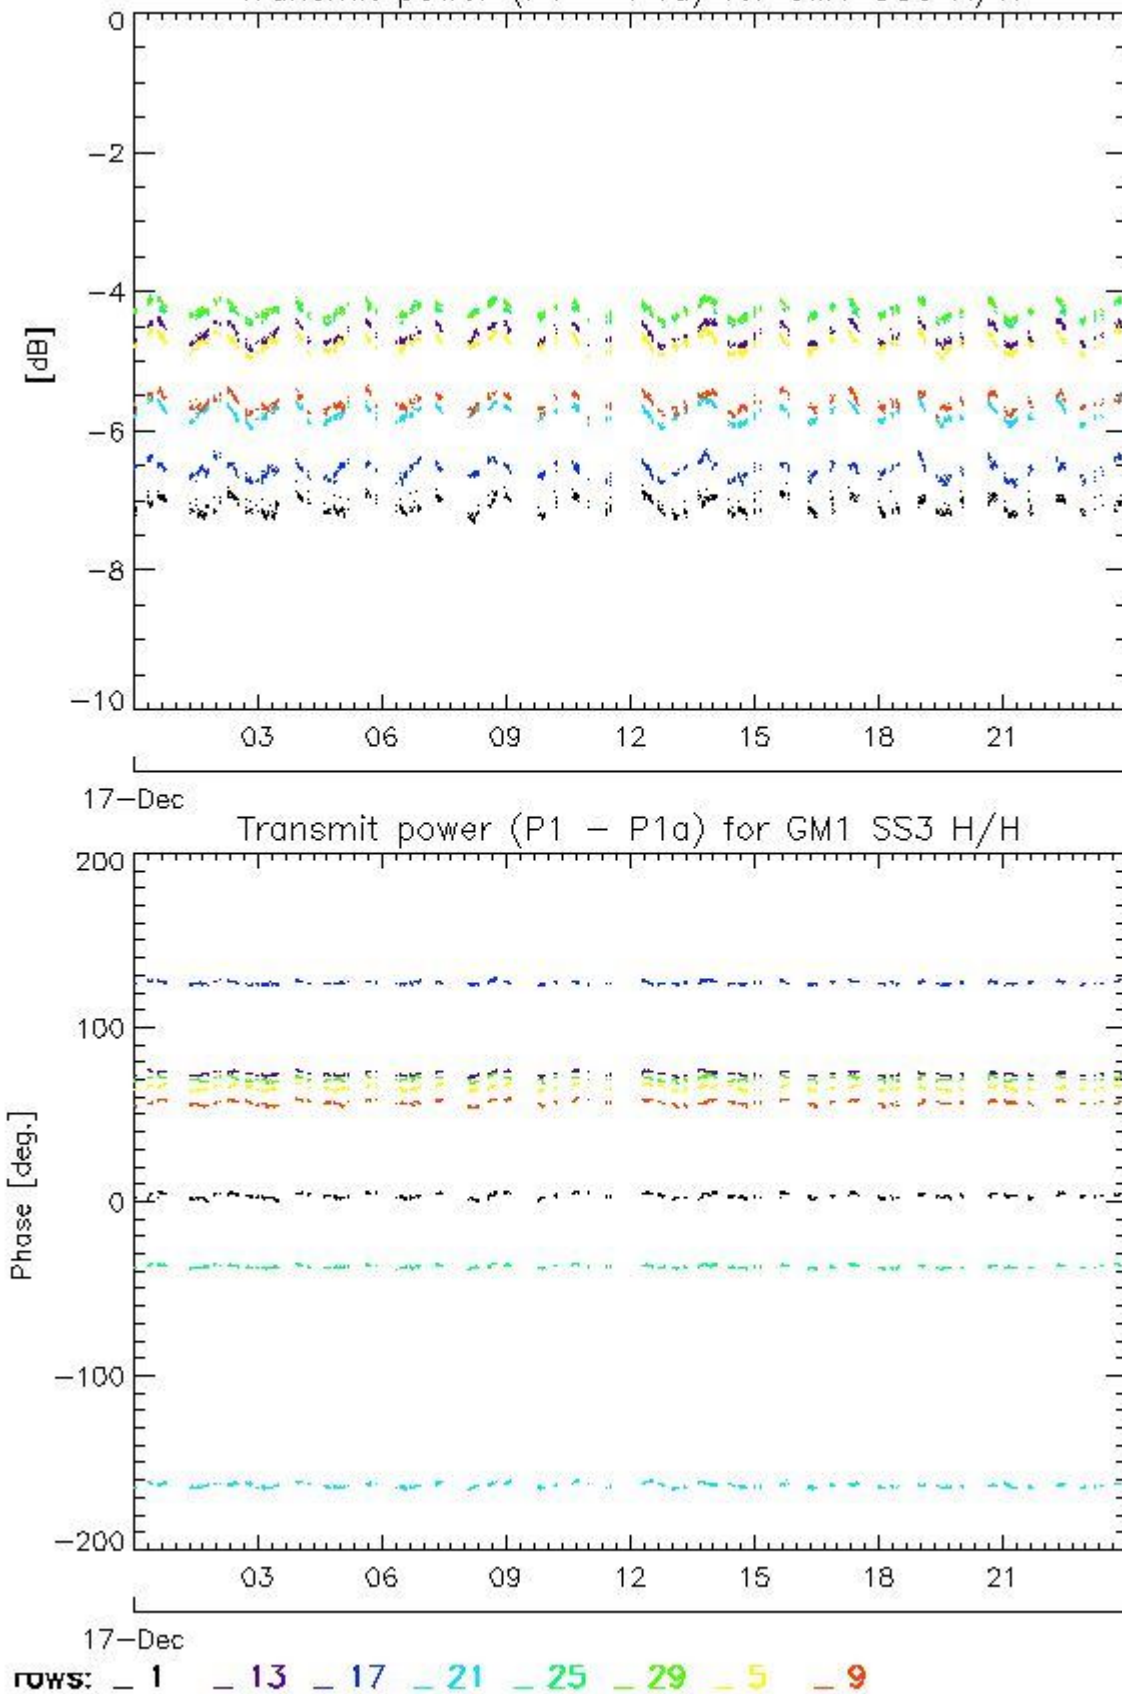 0
-2
-4
[dB]
-6
-8
-10
03 06 09 12 15 18 21
17-Dec
Transmit power (P1 - P1a) for GM1 SS3 H/H
200
100
Phase [deg.]
0
-100
-200
03 06 09 12 15 18 21
17-Dec
rows: _ 1 _ 13 _ 17 _ 21 _ 25 _ 29 _ 5 _ 9